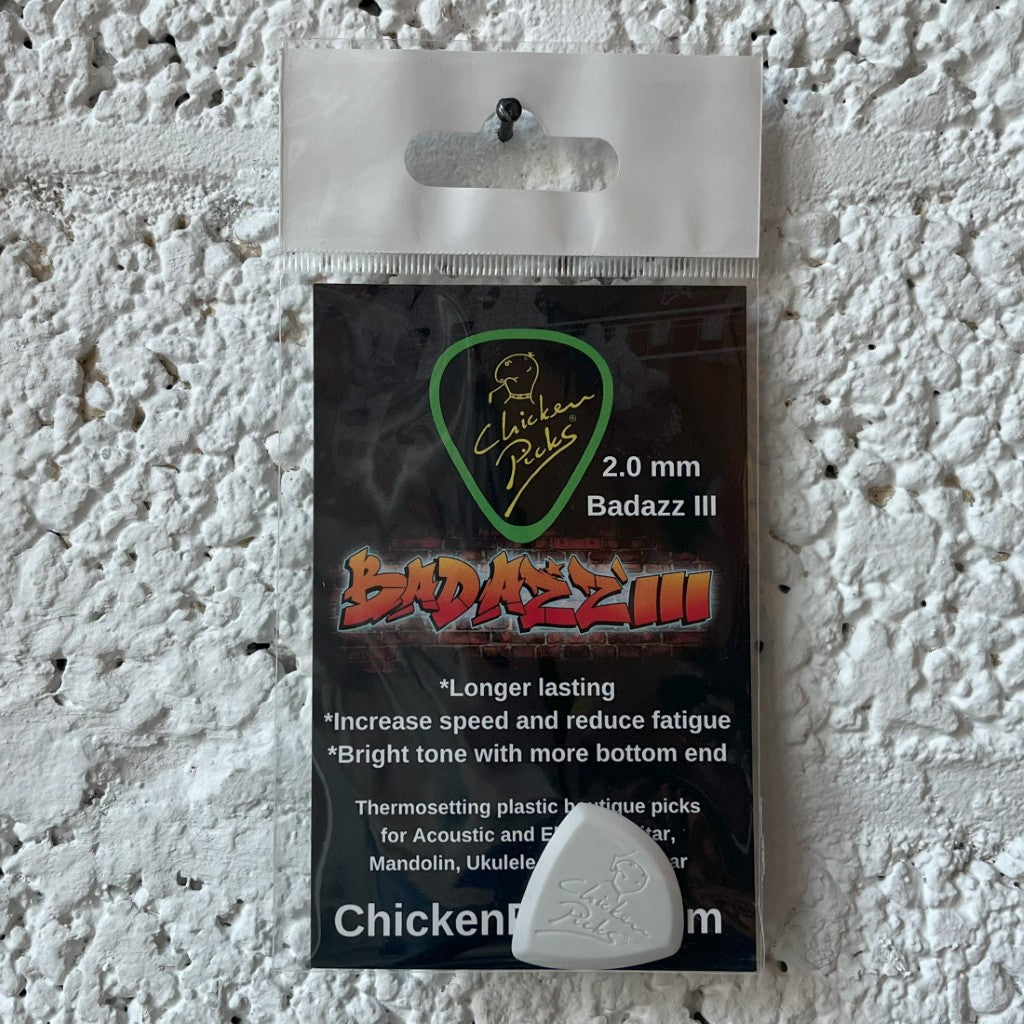 Chicken
Picks®
2.0 mm
Badazz III
BADAZZ III
*Longer lasting
*Increase speed and reduce fatigue
*Bright tone with more bottom end
Thermosetting plastic picks
for Acoustic and
Mandolin, Ukulele
Chicken
Picks